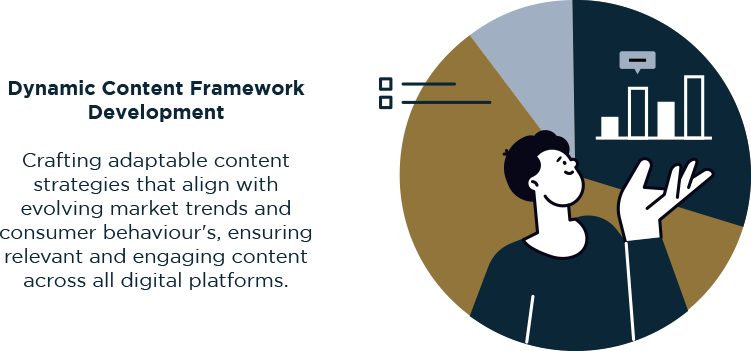 Dynamic Content Framework
Development
Crafting adaptable content
strategies that align with
evolving market trends and
consumer behaviour's, ensuring
relevant and engaging content
across all digital platforms.